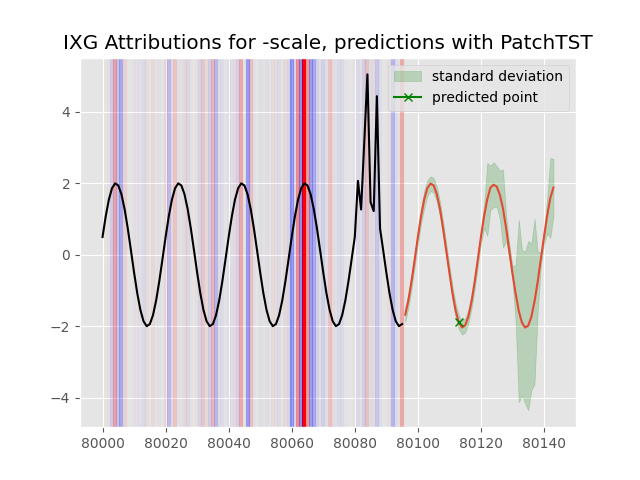 IXG Attributions for -scale, predictions with PatchTST
standard deviation
predicted point
4
2
0
−2
−4
80000 80020 80040 80060 80080 80100 80120 80140